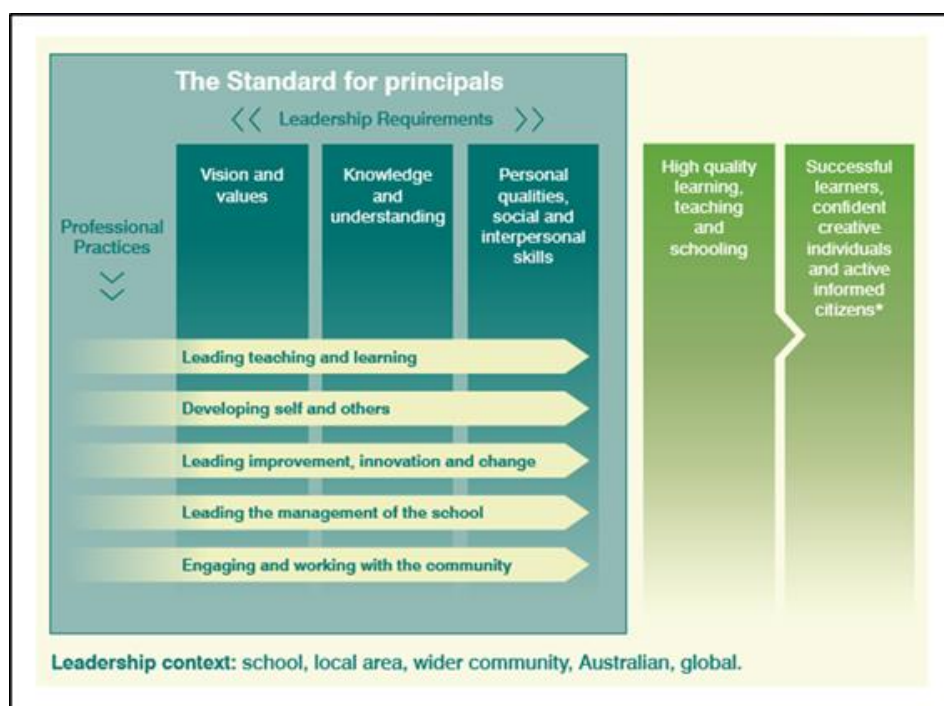 The Standard for principals
<< Leadership Requirements >>
Professional
Practices
Vision and
values
Knowledge
and
understanding
Personal
qualities,
social and
interpersonal
skills
High quality
learning,
teaching
and
schooling
Successful
learners,
confident
creative
individuals
and active
informed
citizens*
Leading teaching and learning
Developing self and others
Leading improvement, innovation and change
Leading the management of the school
Engaging and working with the community
Leadership context: school, local area, wider community, Australian, global.